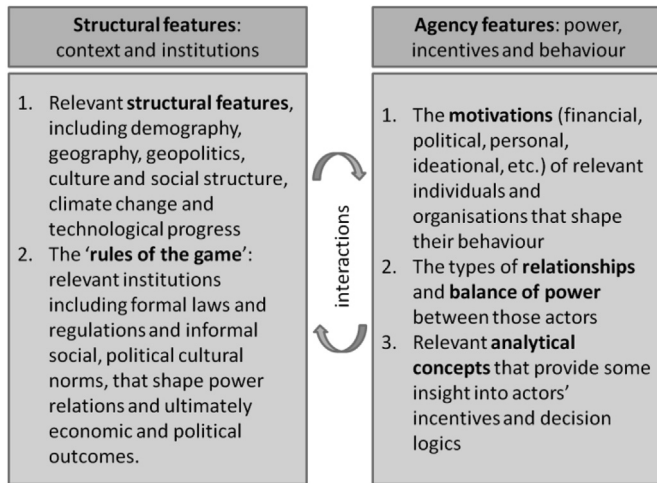 Structural features:
context and institutions
1. Relevant structural features,
including demography,
geography, geopolitics,
culture and social structure,
climate change and
technological progress
2. The ‘rules of the game’:
relevant institutions
including formal laws and
regulations and informal
social, political cultural
norms, that shape power
relations and ultimately
economic and political
outcomes.
interactions
Agency features: power,
incentives and behaviour
1. The motivations (financial,
political, personal,
ideational, etc.) of relevant
individuals and
organisations that shape
their behaviour
2. The types of relationships
and balance of power
between those actors
3. Relevant analytical
concepts that provide some
insight into actors’
incentives and decision
logics